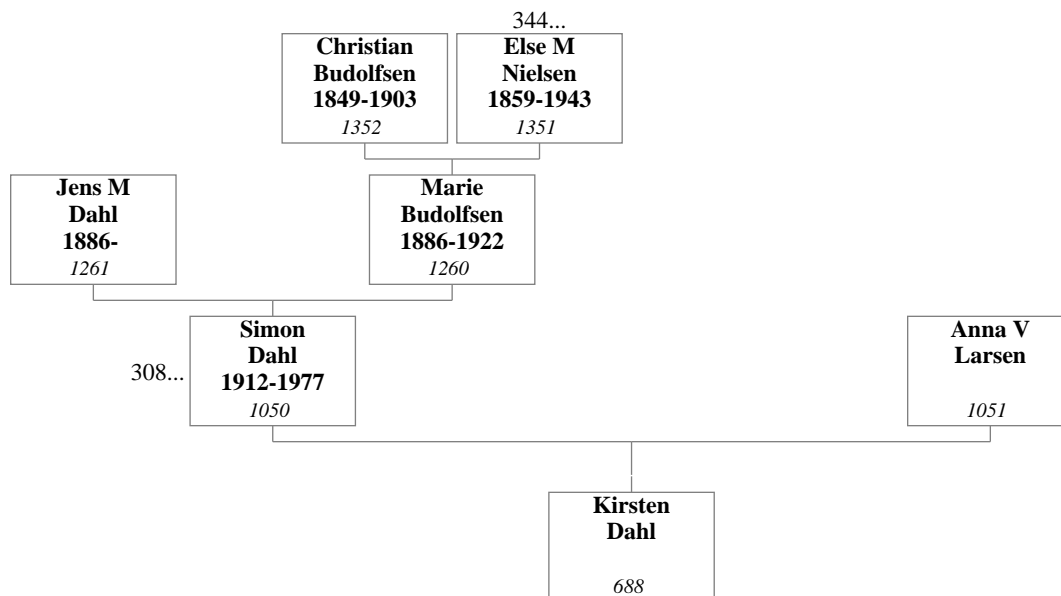 344...
Christian
Budolfsen
1849-1903
1352
Else M
Nielsen
1859-1943
1351
Jens M
Dahl
1886-
1261
Marie
Budolfsen
1886-1922
1260
308...
Simon
Dahl
1912-1977
1050
Anna V
Larsen
1051
Kirsten
Dahl
688